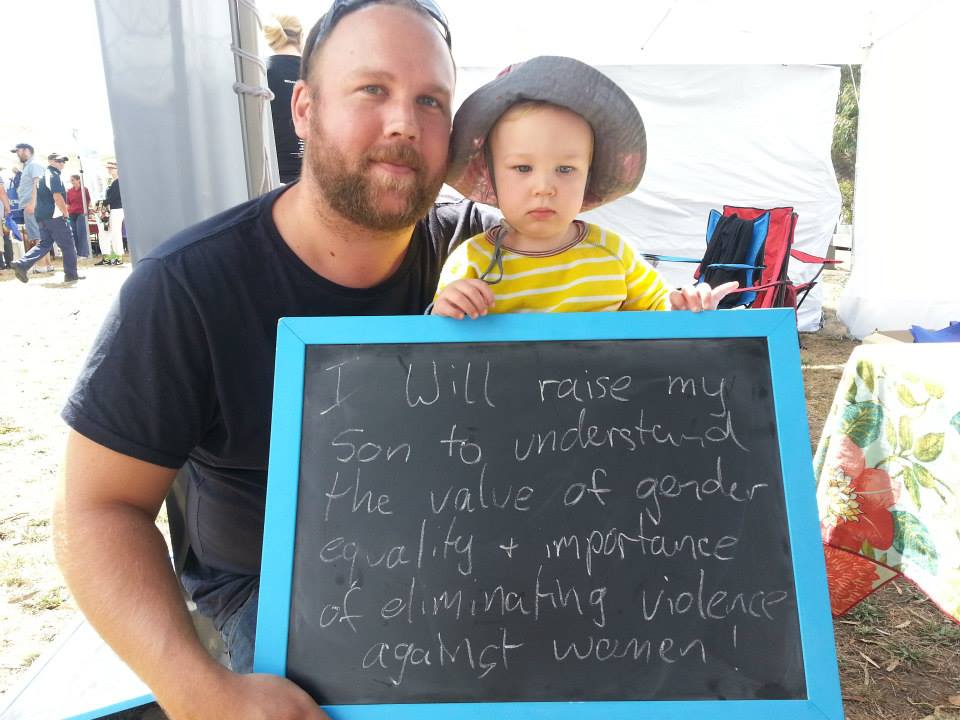 I Will raise my
Son to understand
the value of gender
equality + importance
of eliminating violence
against women!